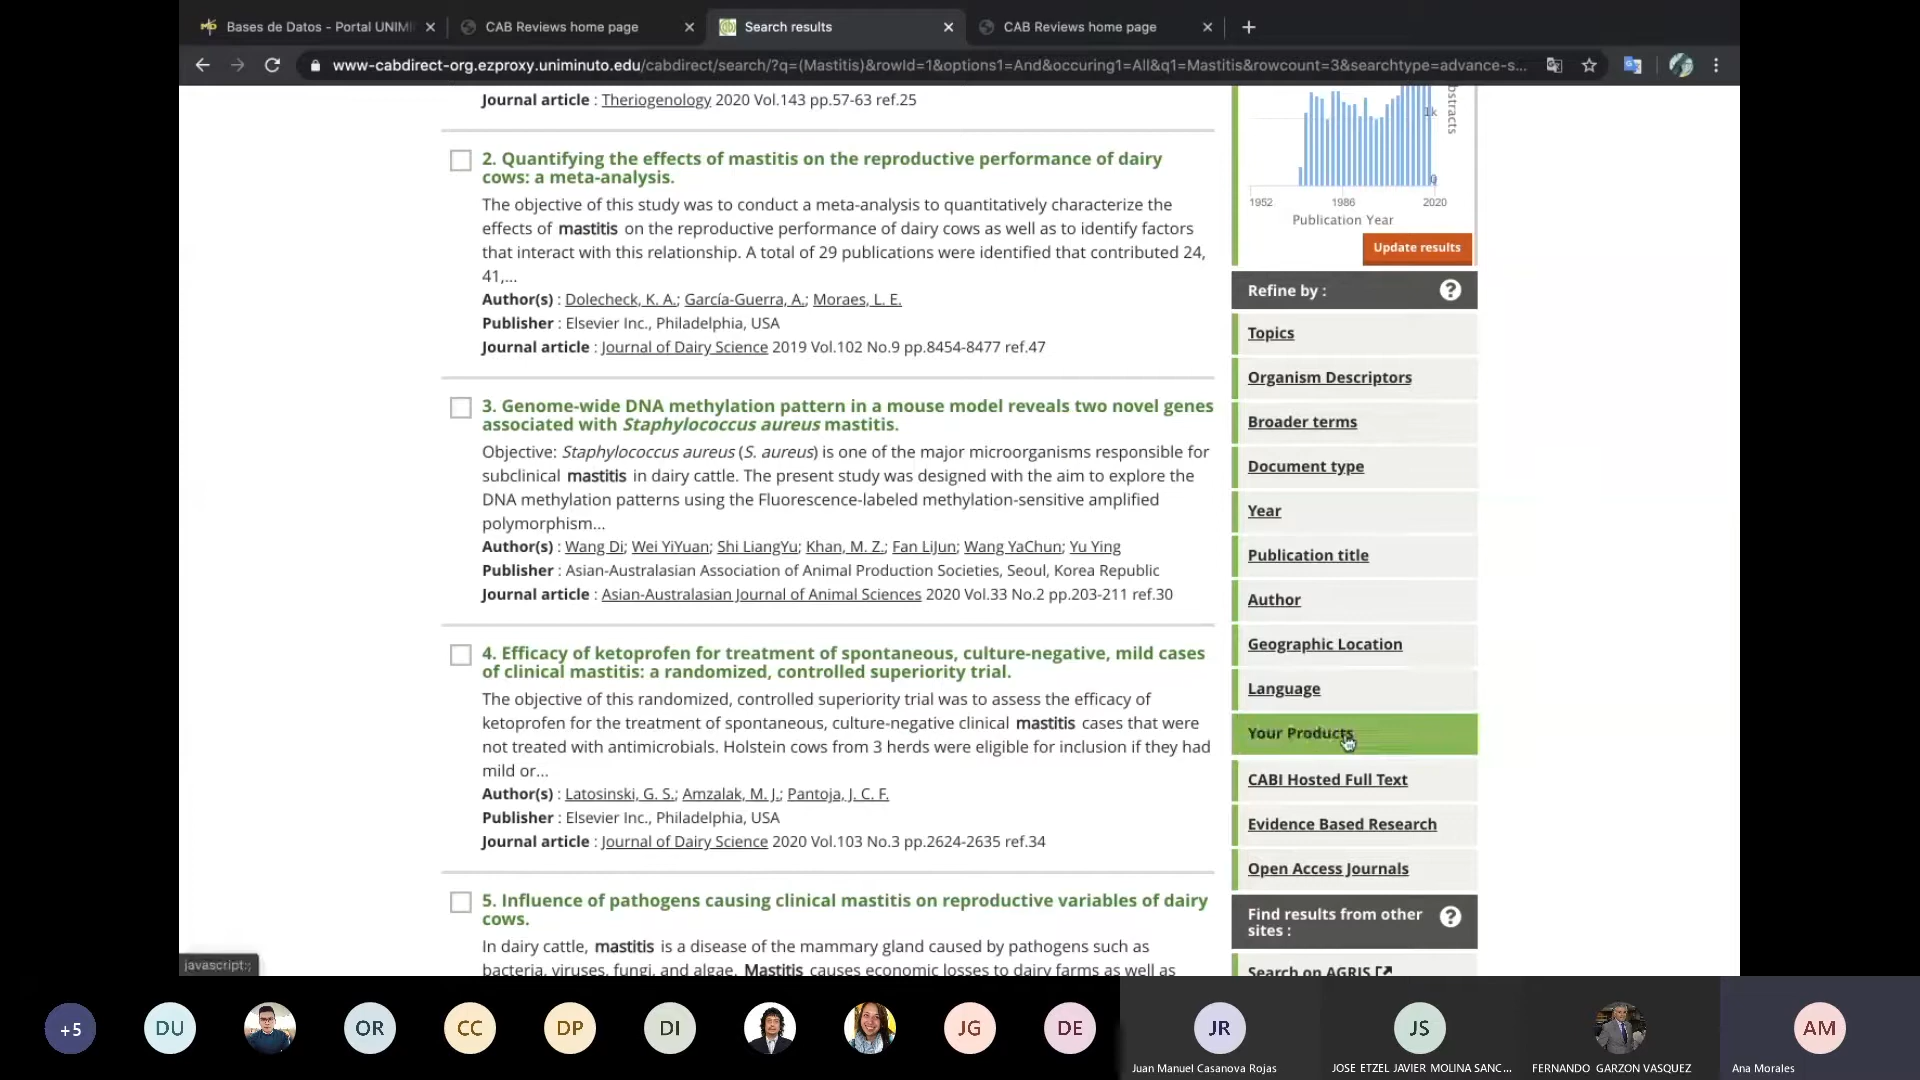 Bases de Datos - Portal UNIMI
CAB Reviews home page
Search results
CAB Reviews home page
www-cabdirect-org.ezproxy.uniminuto.edu/cabdirect/search/?q=(Mastitis)&rowId=1&options1=And&occuring1=All&q1=Mastitis&rowcount=3&searchtype=advance-s...
Journal article : Theriogenology 2020 Vol.143 pp.57-63 ref.25
2. Quantifying the effects of mastitis on the reproductive performance of dairy
cows: a meta-analysis.
The objective of this study was to conduct a meta-analysis to quantitatively characterize the
effects of mastitis on the reproductive performance of dairy cows as well as to identify factors
that interact with this relationship. A total of 29 publications were identified that contributed 24,
41,...
Author(s) : Dolecheck, K. A.; García-Guerra, A.; Moraes, L. E.
Publisher : Elsevier Inc., Philadelphia, USA
Journal article : Journal of Dairy Science 2019 Vol.102 No.9 pp.8454-8477 ref.47
3. Genome-wide DNA methylation pattern in a mouse model reveals two novel genes
associated with Staphylococcus aureus mastitis.
Objective: Staphylococcus aureus (S. aureus) is one of the major microorganisms responsible for
subclinical mastitis in dairy cattle. The present study was designed with the aim to explore the
DNA methylation patterns using the Fluorescence-labeled methylation-sensitive amplified
polymorphism...
Author(s) : Wang Di; Wei YiYuan; Shi LiangYu; Khan, M. Z.; Fan LiJun; Wang YaChun; Yu Ying
Publisher : Asian-Australasian Association of Animal Production Societies, Seoul, Korea Republic
Journal article : Asian-Australasian Journal of Animal Sciences 2020 Vol.33 No.2 pp.203-211 ref.30
4. Efficacy of ketoprofen for treatment of spontaneous, culture-negative, mild cases
of clinical mastitis: a randomized, controlled superiority trial.
The objective of this randomized, controlled superiority trial was to assess the efficacy of
ketoprofen for the treatment of spontaneous, culture-negative clinical mastitis cases that were
not treated with antimicrobials. Holstein cows from 3 herds were eligible for inclusion if they had
mild or...
Author(s) : Latosinski, G. S.; Amzalak, M. J.; Pantoja, J. C. F.
Publisher : Elsevier Inc., Philadelphia, USA
Journal article : Journal of Dairy Science 2020 Vol.103 No.3 pp.2624-2635 ref.34
5. Influence of pathogens causing clinical mastitis on reproductive variables of dairy
cows.
In dairy cattle, mastitis is a disease of the mammary gland caused by pathogens such as
bacteria, viruses, fungi, and algae. Mastitis causes economic losses to dairy farms as well as
1k
0
1952 1986 2020
Publication Year
Update results
Refine by : ?
Topics
Organism Descriptors
Broader terms
Document type
Year
Publication title
Author
Geographic Location
Language
Your Products
CABI Hosted Full Text
Evidence Based Research
Open Access Journals
Find results from other ?
sites :
Search on AGRIS
javascript:;
+5 DU OR CC DP DI JG DE JR JS AM
Juan Manuel Casanova Rojas
JOSE ETZEL JAVIER MOLINA SANC...
FERNANDO GARZON VASQUEZ
Ana Morales